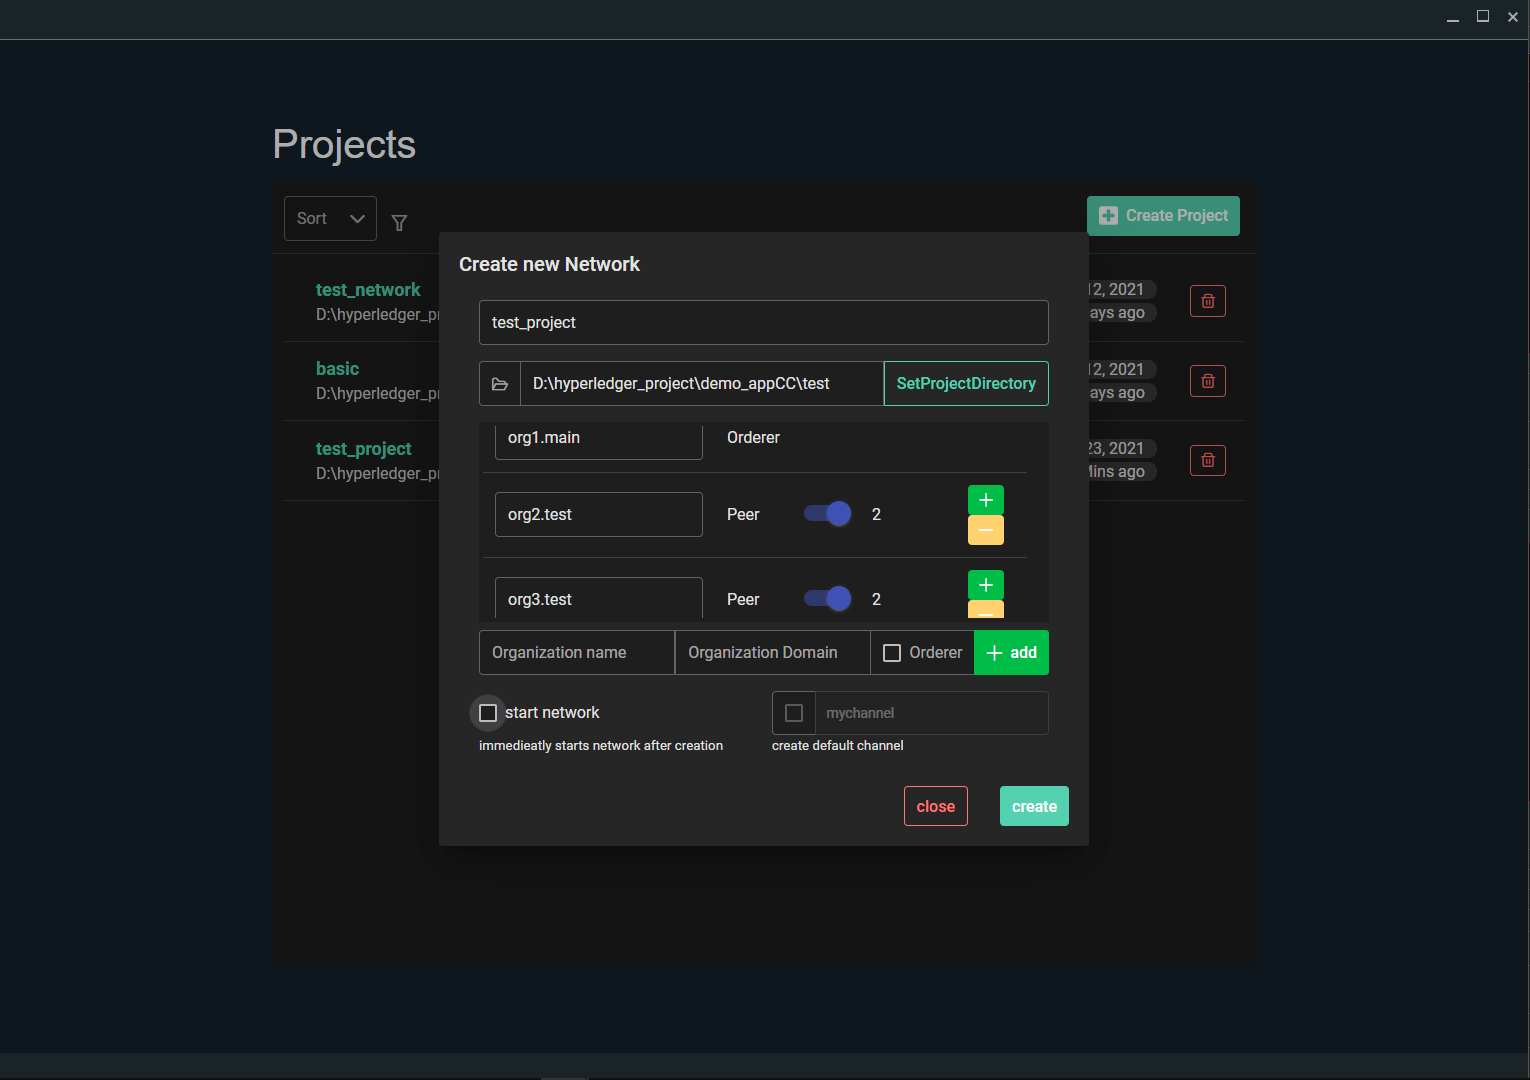 Projects
Sort
Create Project
Create new Network
test_network
D:\hyperledger_pr
12, 2021
ays ago
basic
D:\hyperledger_pr
12, 2021
ays ago
test_project
D:\hyperledger_pr
23, 2021
Mins ago
test_project
D:\hyperledger_project\demo_appCC\test
SetProjectDirectory
org1.main Orderer
org2.test Peer 2
org3.test Peer 2
Organization name Organization Domain Orderer add
start network
immedieatly starts network after creation
mychannel
create default channel
close create